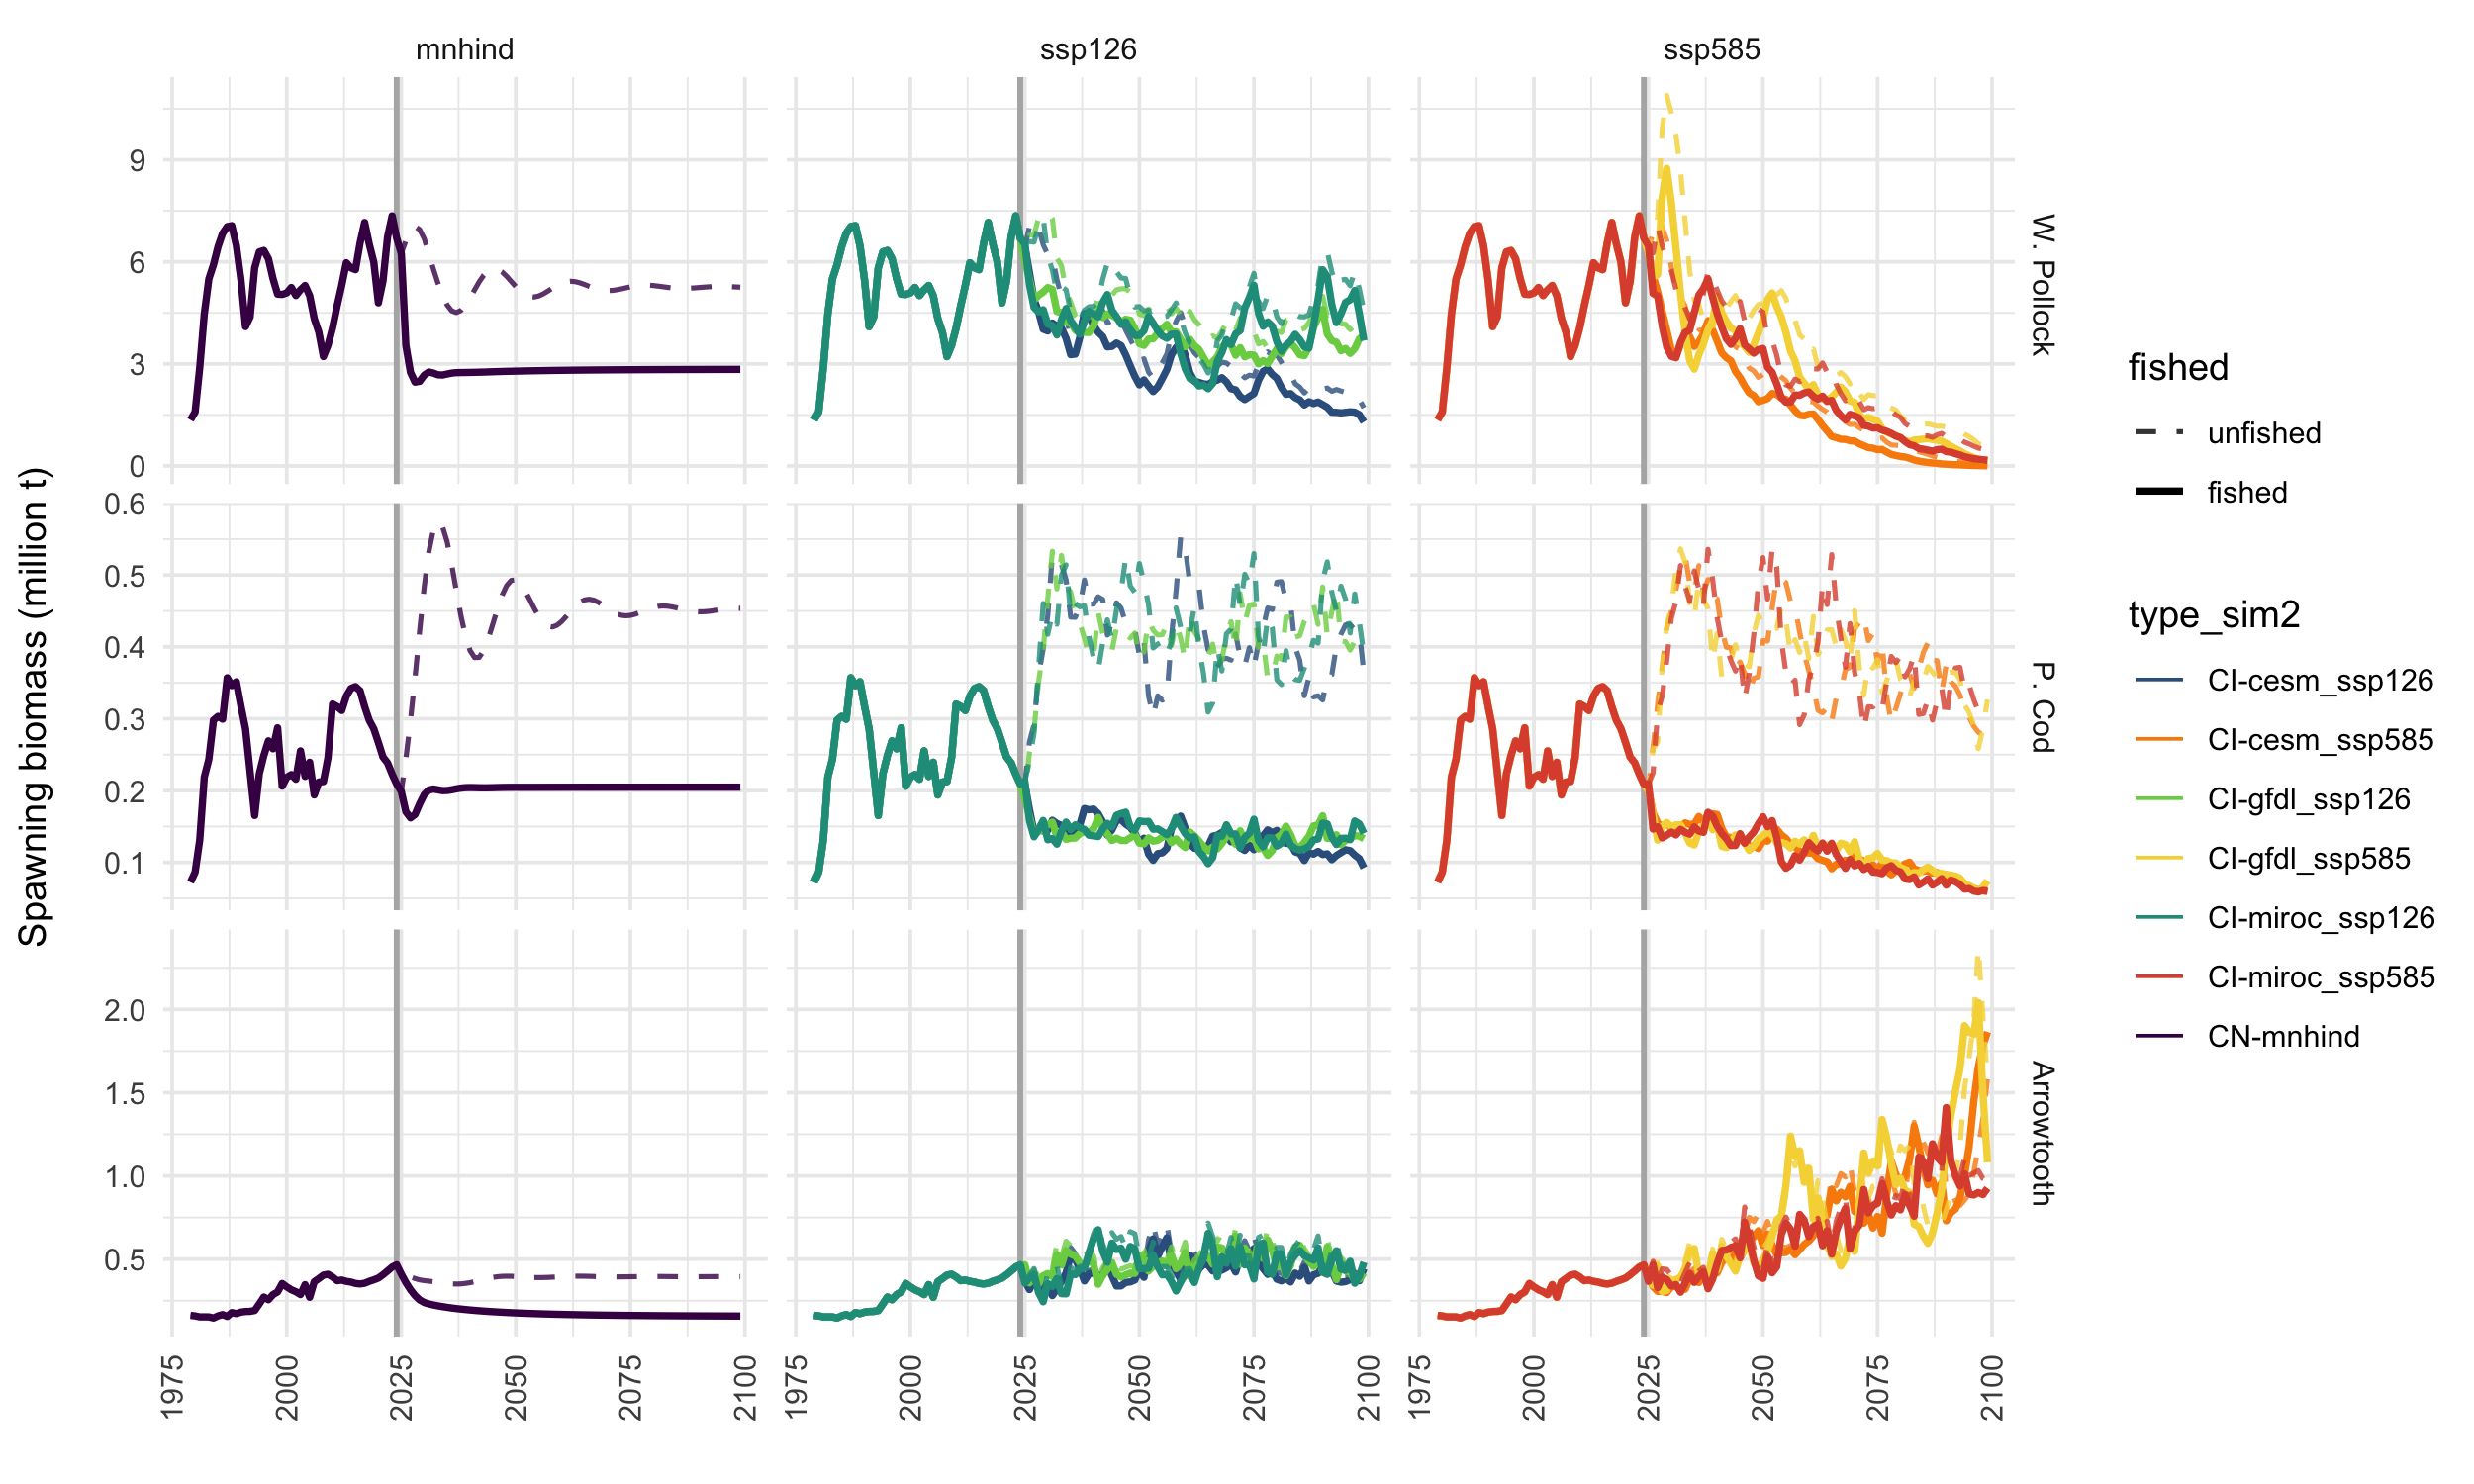 mnhind
ssp126
ssp585
Spawning biomass (million t)
9
6
3
0
W. Pollock
0.6
0.5
0.4
0.3
0.2
0.1
P. Cod
2.0
1.5
1.0
0.5
Arrowtooth
1975
2000
2025
2050
2075
2100
1975
2000
2025
2050
2075
2100
1975
2000
2025
2050
2075
2100
fished
unfished
fished
type_sim2
CI-cesm_ssp126
CI-cesm_ssp585
CI-gfdl_ssp126
CI-gfdl_ssp585
CI-miroc_ssp126
CI-miroc_ssp585
CN-mnhind